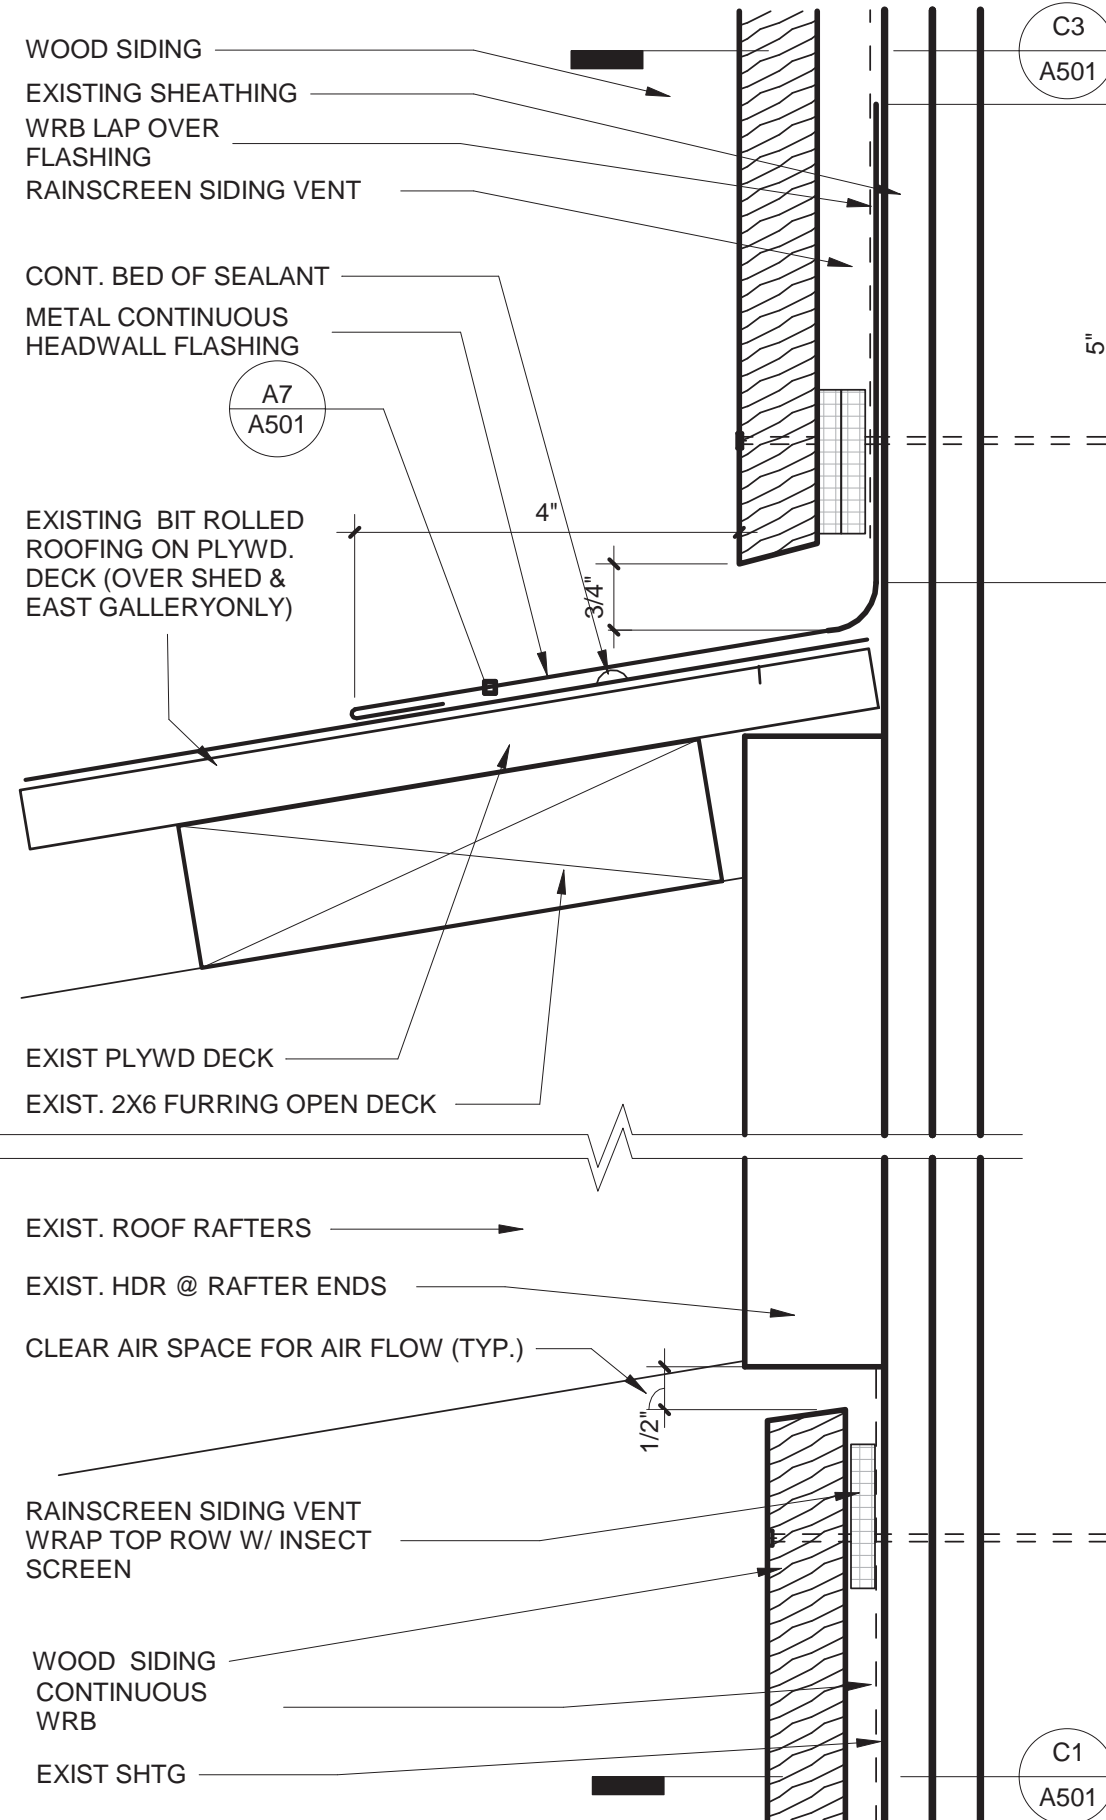 C3
A501
WOOD SIDING
EXISTING SHEATHING
WRB LAP OVER
FLASHING
RAINSCREEN SIDING VENT
CONT. BED OF SEALANT
METAL CONTINUOUS
HEADWALL FLASHING
5"
A7
A501
4"
EXISTING BIT ROLLED
ROOFING ON PLYWD.
DECK (OVER SHED &
EAST GALLERYONLY)
3/4"
EXIST PLYWD DECK
EXIST. 2X6 FURRING OPEN DECK
EXIST. ROOF RAFTERS
EXIST. HDR @ RAFTER ENDS
CLEAR AIR SPACE FOR AIR FLOW (TYP.)
1/2"
RAINSCREEN SIDING VENT
WRAP TOP ROW W/ INSECT
SCREEN
WOOD SIDING
CONTINUOUS
WRB
EXIST SHTG
C1
A501